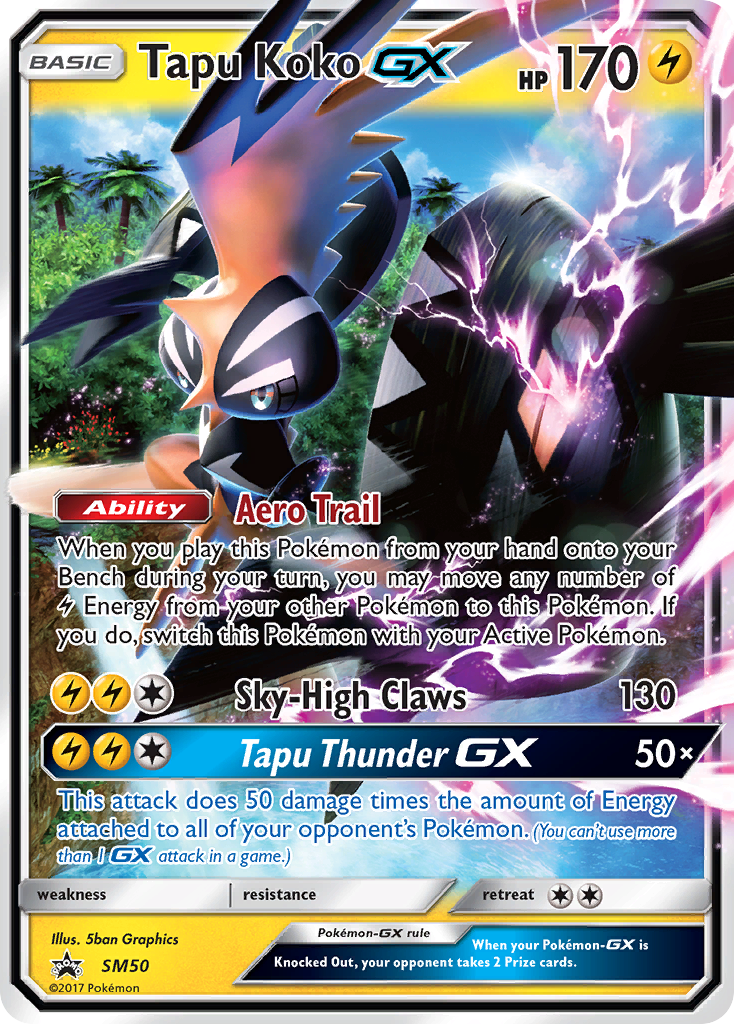 BASIC Tapu Koko GX HP 170
Ability Aero Trail
When you play this Pokémon from your hand onto your
Bench during your turn, you may move any number of
Energy from your other Pokémon to this Pokémon. If
you do, switch this Pokémon with your Active Pokémon.
Sky-High Claws 130
Tapu Thunder GX 50×
This attack does 50 damage times the amount of Energy
attached to all of your opponent's Pokémon. (You can't use more
than 1 GX attack in a game.)
weakness resistance retreat
Illus. 5ban Graphics
PROMO SM50
©2017 Pokémon
Pokémon-GX rule
When your Pokémon-GX is
Knocked Out, your opponent takes 2 Prize cards.